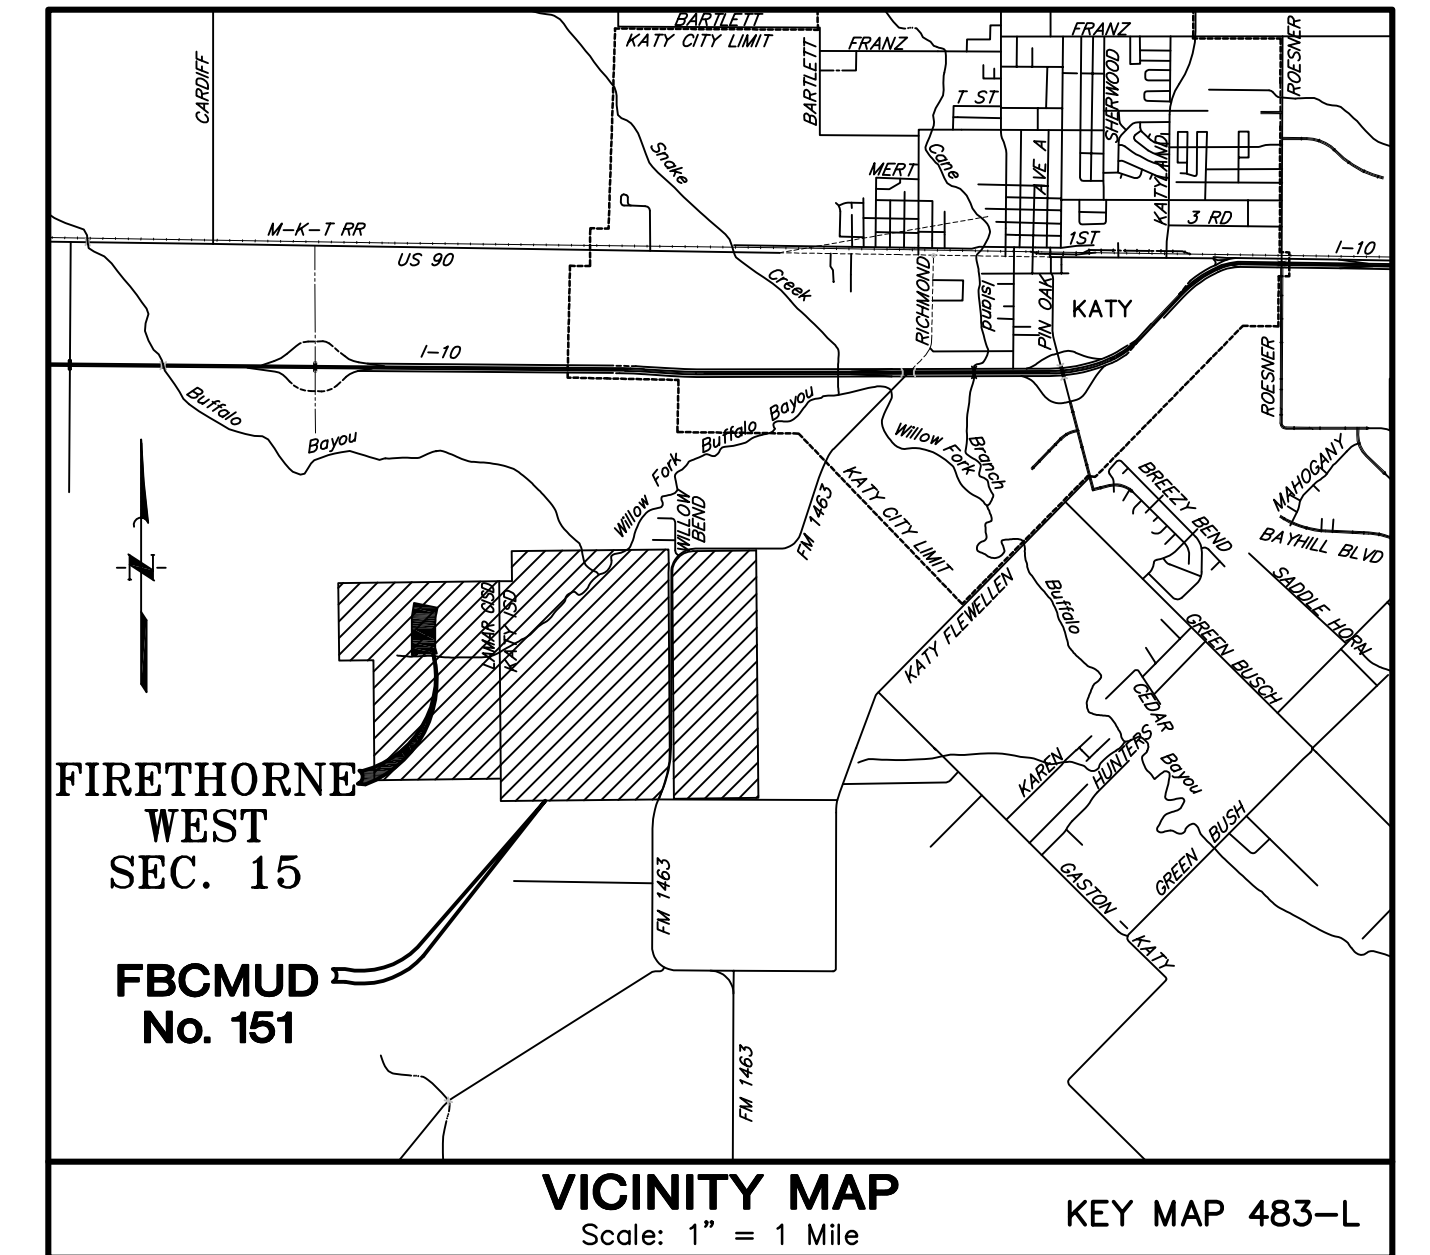 BARTLETT
KATY CITY LIMIT
FRANZ
FRANZ
ROESNER
CARDIFF
BARTLETT
SHERWOOD
T ST
Snake
Cane
AVE A
KATYLAND
MERT
3 RD
M-K-T RR
US 90
1ST
I-10
Creek
RICHMOND
Island
PIN OAK
KATY
I-10
ROESNER
Buffalo
Bayou
Willow Fork
Buffalo Bayou
Willow Fork
Branch
KATY CITY LIMIT
FM 1463
WILLOW
BEND
BREEZY BEND
MAHOGANY
BAYHILL BLVD
SADDLE HORN
N
LAMAR CISD
KATY ISD
KATY FLEWELLEN
Buffalo
GREEN BUSCH
CEDAR
HUNTERS
KAREN
Bayou
GREEN BUSH
GASTON - KATY
FIRETHORNE
WEST
SEC. 15
FM 1463
FBCMUD
No. 151
FM 1463
VICINITY MAP
Scale: 1" = 1 Mile
KEY MAP 483-L